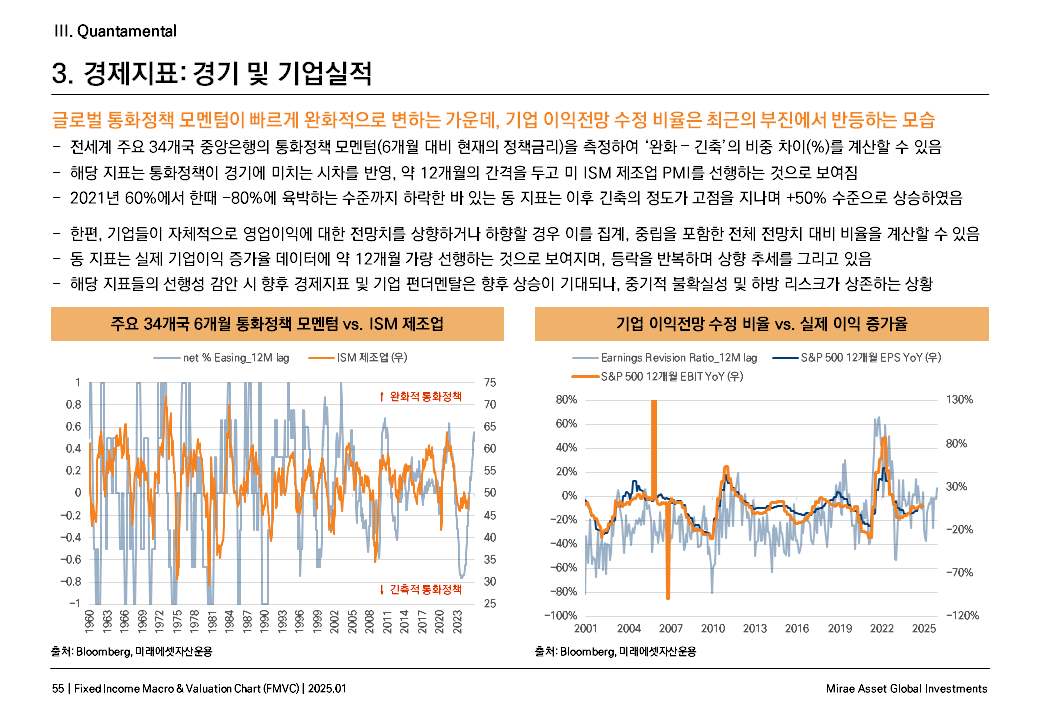 III. Quantamental
3. 경제지표: 경기 및 기업실적
글로벌 통화정책 모멘텀이 빠르게 완화적으로 변하는 가운데, 기업 이익전망 수정 비율은 최근의 부진에서 반등하는 모습
– 전세계 주요 34개국 중앙은행의 통화정책 모멘텀(6개월 대비 현재의 정책금리)을 측정하여 '완화 – 긴축'의 비중 차이(%)를 계산할 수 있음
– 해당 지표는 통화정책이 경기에 미치는 시차를 반영, 약 12개월의 간격을 두고 미 ISM 제조업 PMI를 선행하는 것으로 보여짐
– 2021년 60%에서 한때 –80%에 육박하는 수준까지 하락한 바 있는 동 지표는 이후 긴축의 정도가 고점을 지나며 +50% 수준으로 상승하였음
– 한편, 기업들이 자체적으로 영업이익에 대한 전망치를 상향하거나 하향할 경우 이를 집계, 중립을 포함한 전체 전망치 대비 비율을 계산할 수 있음
– 동 지표는 실제 기업이익 증가율 데이터에 약 12개월 가량 선행하는 것으로 보여지며, 등락을 반복하며 상향 추세를 그리고 있음
– 해당 지표들의 선행성 감안 시 향후 경제지표 및 기업 펀더멘탈은 향후 상승이 기대되나, 중기적 불확실성 및 하방 리스크가 상존하는 상황
주요 34개국 6개월 통화정책 모멘텀 vs. ISM 제조업
net % Easing_12M lag ISM 제조업 (우)
1 75
0.8 70
0.6 65
0.4 60
0.2 55
0 50
−0.2 45
−0.4 40
−0.6 35
−0.8 30
−1 25
↑ 완화적 통화정책
↓ 긴축적 통화정책
1960 1963 1966 1969 1972 1975 1978 1981 1984 1987 1990 1993 1996 1999 2002 2005 2008 2011 2014 2017 2020 2023
출처: Bloomberg, 미래에셋자산운용
기업 이익전망 수정 비율 vs. 실제 이익 증가율
Earnings Revision Ratio_12M lag S&P 500 12개월 EPS YoY (우)
S&P 500 12개월 EBIT YoY (우)
80% 130%
60%
40% 80%
20%
0% 30%
−20% −20%
−40%
−60% −70%
−80%
−100% −120%
2001 2004 2007 2010 2013 2016 2019 2022 2025
출처: Bloomberg, 미래에셋자산운용
55 | Fixed Income Macro & Valuation Chart (FMVC) | 2025.01
Mirae Asset Global Investments